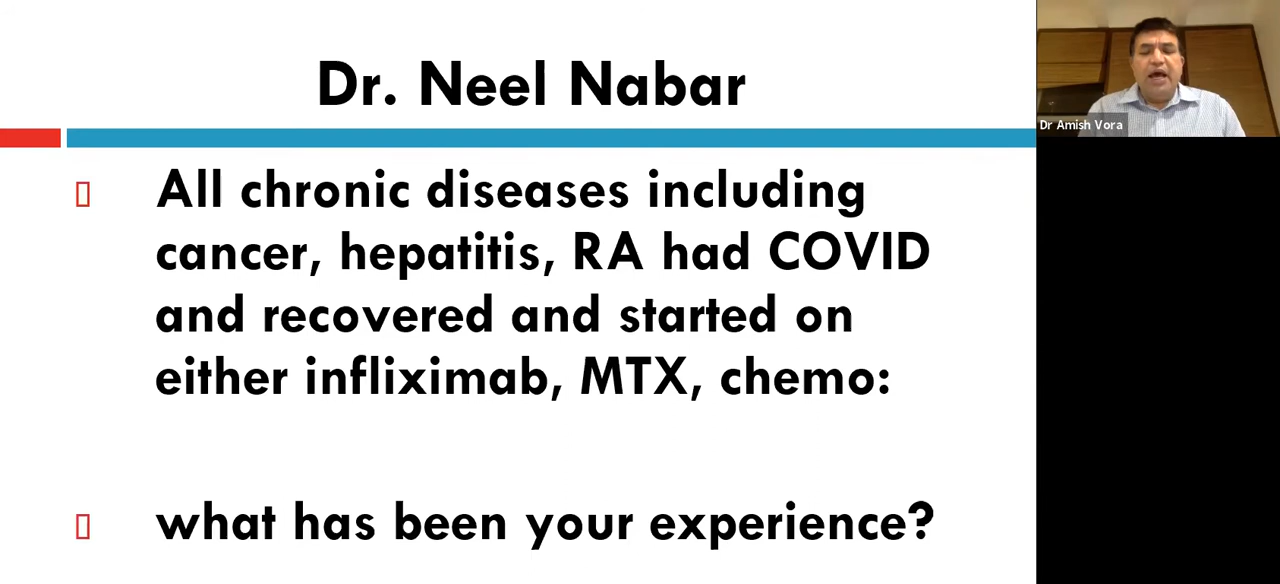 Dr. Neel Nabar
All chronic diseases including
cancer, hepatitis, RA had COVID
and recovered and started on
either infliximab, MTX, chemo:
what has been your experience?
Dr Amish Vora